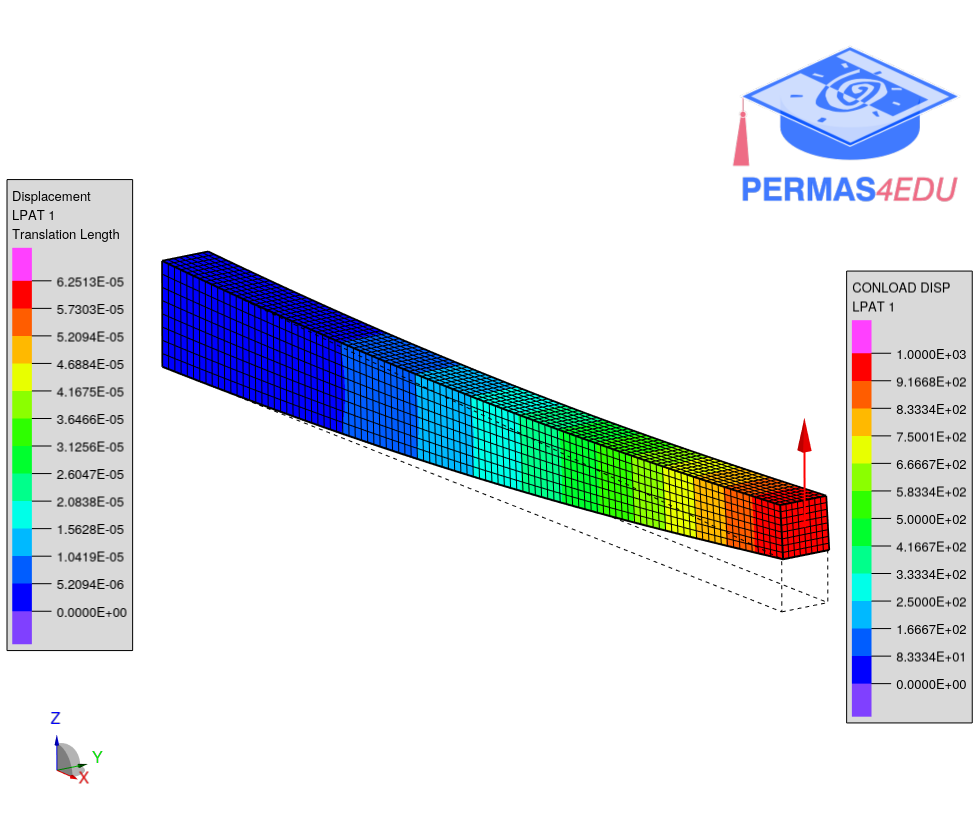 PERMAS4EDU
Displacement
LPAT 1
Translation Length
6.2513E-05
5.7303E-05
5.2094E-05
4.6884E-05
4.1675E-05
3.6466E-05
3.1256E-05
2.6047E-05
2.0838E-05
1.5628E-05
1.0419E-05
5.2094E-06
0.0000E+00
CONLOAD DISP
LPAT 1
1.0000E+03
9.1668E+02
8.3334E+02
7.5001E+02
6.6667E+02
5.8334E+02
5.0000E+02
4.1667E+02
3.3334E+02
2.5000E+02
1.6667E+02
8.3334E+01
0.0000E+00
Z
Y
X